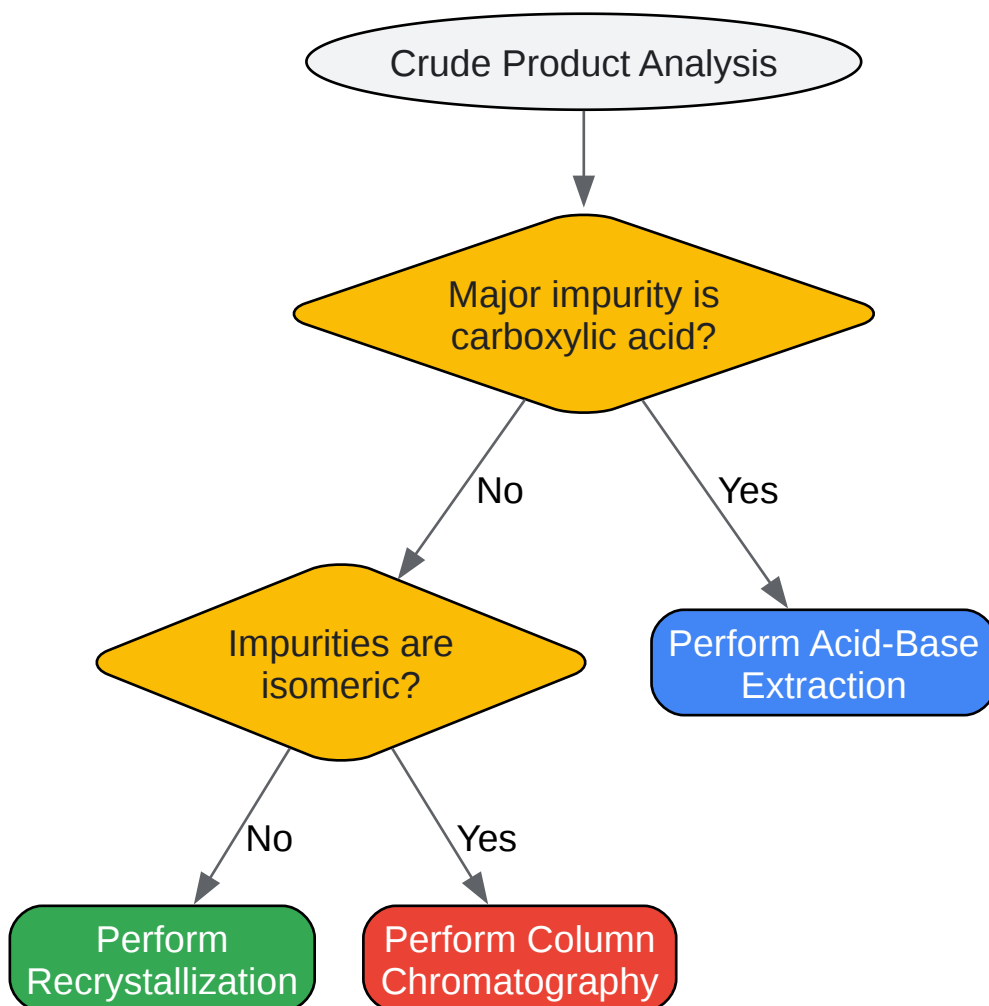 Crude Product Analysis
Major impurity is
carboxylic acid?
No
Yes
Impurities are
isomeric?
Perform Acid-Base
Extraction
No
Yes
Perform
Recrystallization
Perform Column
Chromatography